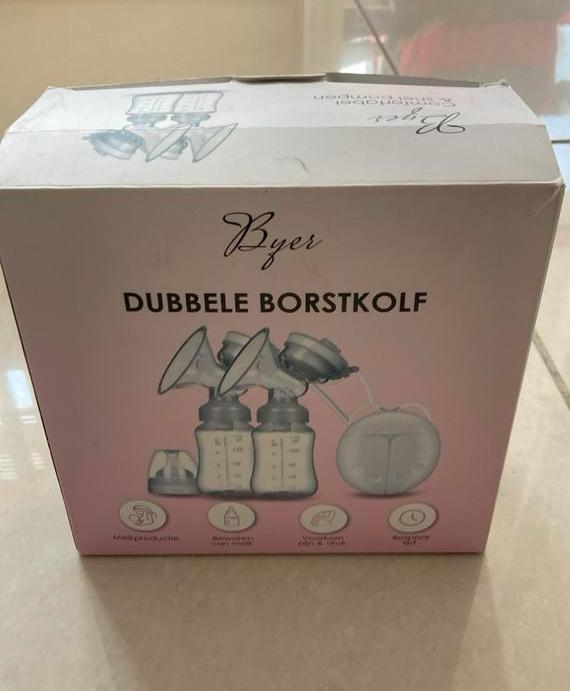 Comfortabel
& snel pompen
Byer
Byer
DUBBELE BORSTKOLF
Melkproductie
Bewaren
van melk
Voorkom
pijn & druk
Bespaar
tijd